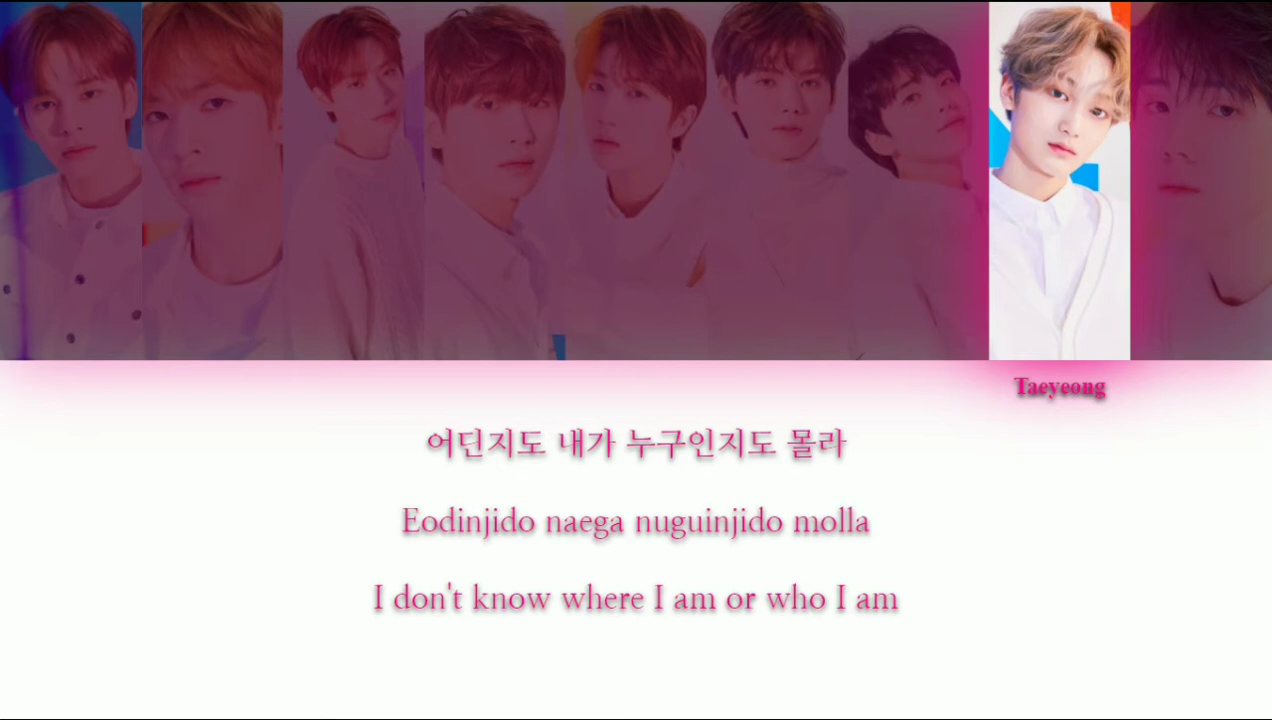 Taeyeong
어딘지도 내가 누구인지도 몰라
Eodinjido naega nuguinjido molla
I don't know where I am or who I am